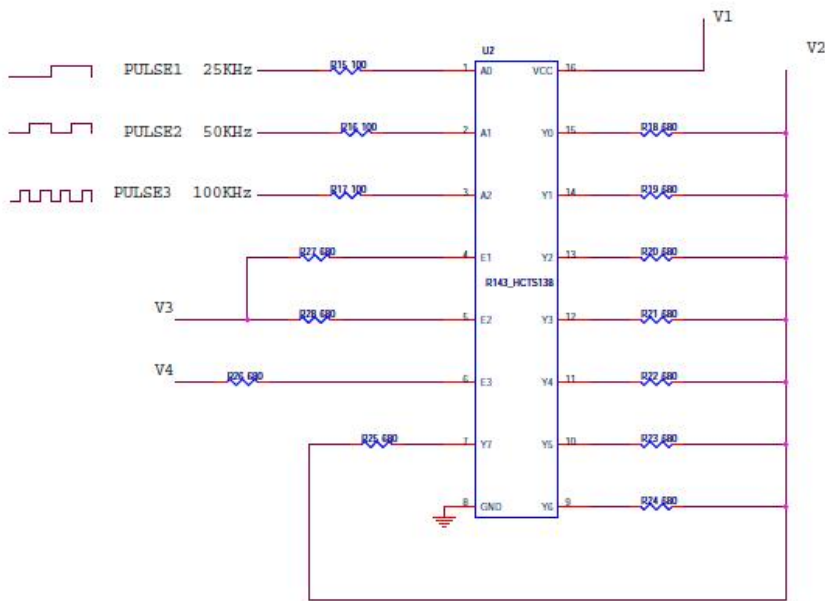 V1
U2
V2
PULSE1 25KHz
R15 100
1 A0 VCC 16
PULSE2 50KHz
R16 100
2 A1 Y0 15
R18 680
PULSE3 100KHz
R17 100
3 A2 Y1 14
R19 680
R27 680
4 E1 Y2 13
R20 680
R143_HCTS138
V3
R28 680
5 E2 Y3 12
R21 680
V4
R26 680
6 E3 Y4 11
R22 680
R25 680
7 Y7 Y5 10
R23 680
8 GND Y6 9
R24 680